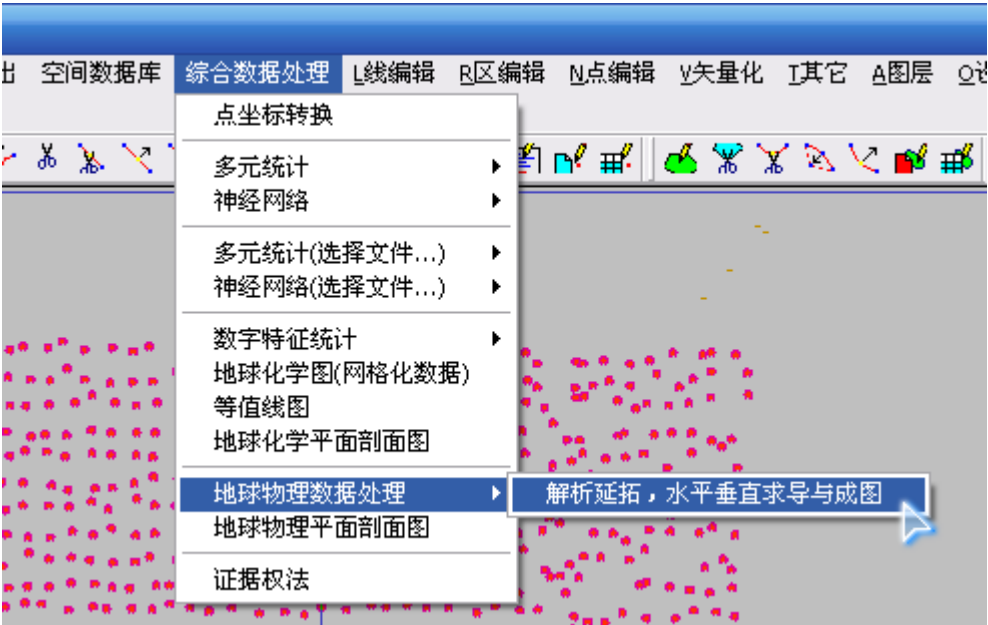 出 空间数据库 综合数据处理 L线编辑 R区编辑 N点编辑 V矢量化 I其它 A图层 O设
点坐标转换
多元统计
神经网络
多元统计(选择文件...)
神经网络(选择文件...)
数字特征统计
地球化学图(网格化数据)
等值线图
地球化学平面剖面图
地球物理数据处理 解析延拓，水平垂直求导与成图
地球物理平面剖面图
证据权法